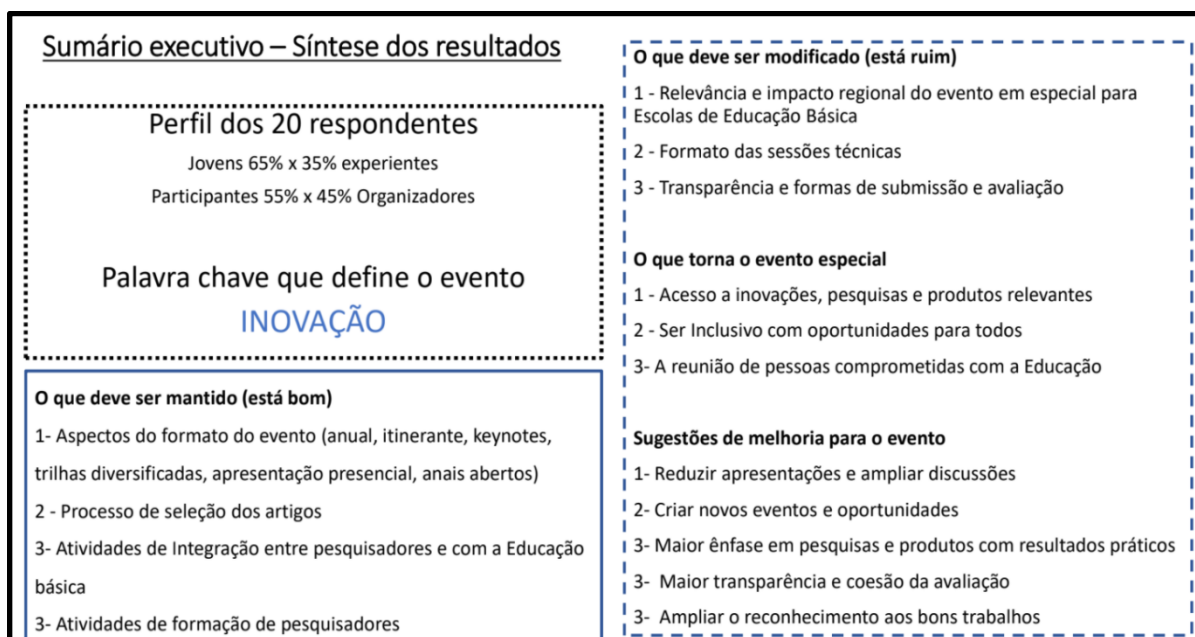 Sumário executivo – Síntese dos resultados
Perfil dos 20 respondentes
Jovens 65% x 35% experientes
Participantes 55% x 45% Organizadores
Palavra chave que define o evento
INOVAÇÃO
O que deve ser mantido (está bom)
1- Aspectos do formato do evento (anual, itinerante, keynotes,
trilhas diversificadas, apresentação presencial, anais abertos)
2 - Processo de seleção dos artigos
3- Atividades de Integração entre pesquisadores e com a Educação
básica
3- Atividades de formação de pesquisadores
O que deve ser modificado (está ruim)
1 - Relevância e impacto regional do evento em especial para
Escolas de Educação Básica
2 - Formato das sessões técnicas
3 - Transparência e formas de submissão e avaliação
O que torna o evento especial
1 - Acesso a inovações, pesquisas e produtos relevantes
2 - Ser Inclusivo com oportunidades para todos
3- A reunião de pessoas comprometidas com a Educação
Sugestões de melhoria para o evento
1- Reduzir apresentações e ampliar discussões
2- Criar novos eventos e oportunidades
3- Maior ênfase em pesquisas e produtos com resultados práticos
3- Maior transparência e coesão da avaliação
3- Ampliar o reconhecimento aos bons trabalhos